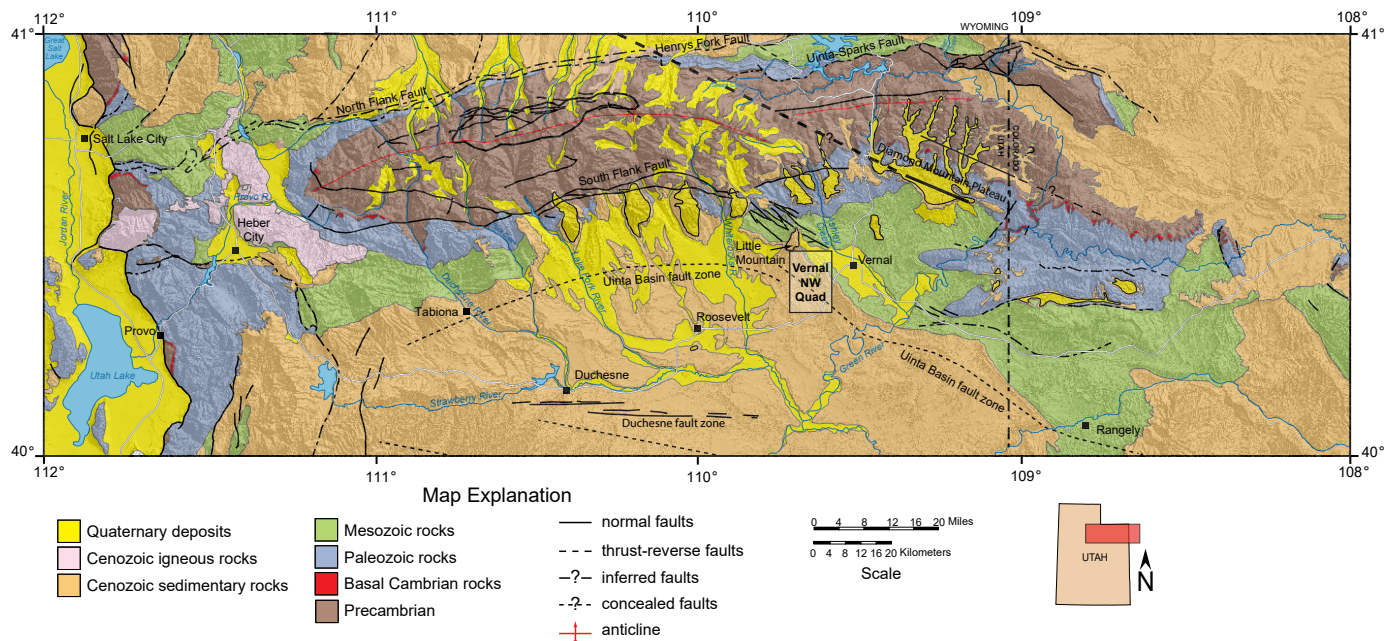 112°
111°
110°
109°
108°
WYOMING
41°
41°
Great
Salt
Lake
Henrys Fork Fault
Uinta-Sparks Fault
North Flank Fault
Salt Lake City
?
COLORADO
UTAH
Diamond Mountain Plateau
South Flank Fault
?
Provo R.
Jordan River
Heber
City
Whiterocks R.
Ashley
Creek
Little
Mountain
Vernal
Vernal
NW
Quad
Uinta Basin fault zone
Lake Fork River
Duchesne River
Tabiona
Roosevelt
Provo
Green River
Utah Lake
Uinta Basin fault zone
Duchesne
Strawberry River
Duchesne fault zone
Rangely
40°
40°
112°
111°
110°
109°
108°
Map Explanation
Quaternary deposits
Cenozoic igneous rocks
Cenozoic sedimentary rocks
Mesozoic rocks
Paleozoic rocks
Basal Cambrian rocks
Precambrian
normal faults
thrust-reverse faults
? inferred faults
? concealed faults
anticline
0 4 8 12 16 20 Miles
0 4 8 12 16 20 Kilometers
Scale
UTAH
N